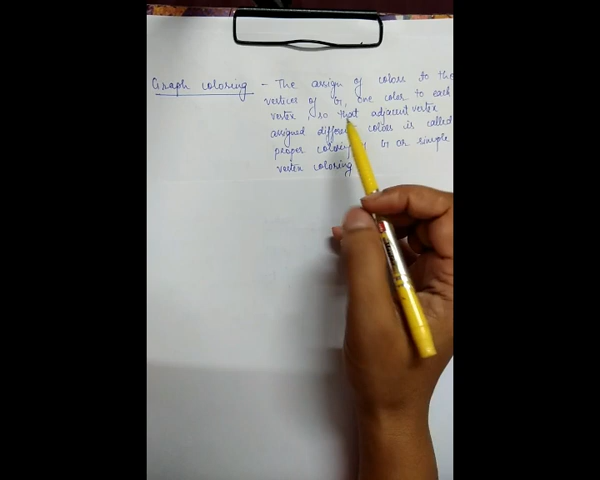 Graph coloring - The assign of colors to the
vertices of G, one color to each
vertex, so that adjacent vertex
assigned different colors is called
proper coloring of G or simple
vertex coloring